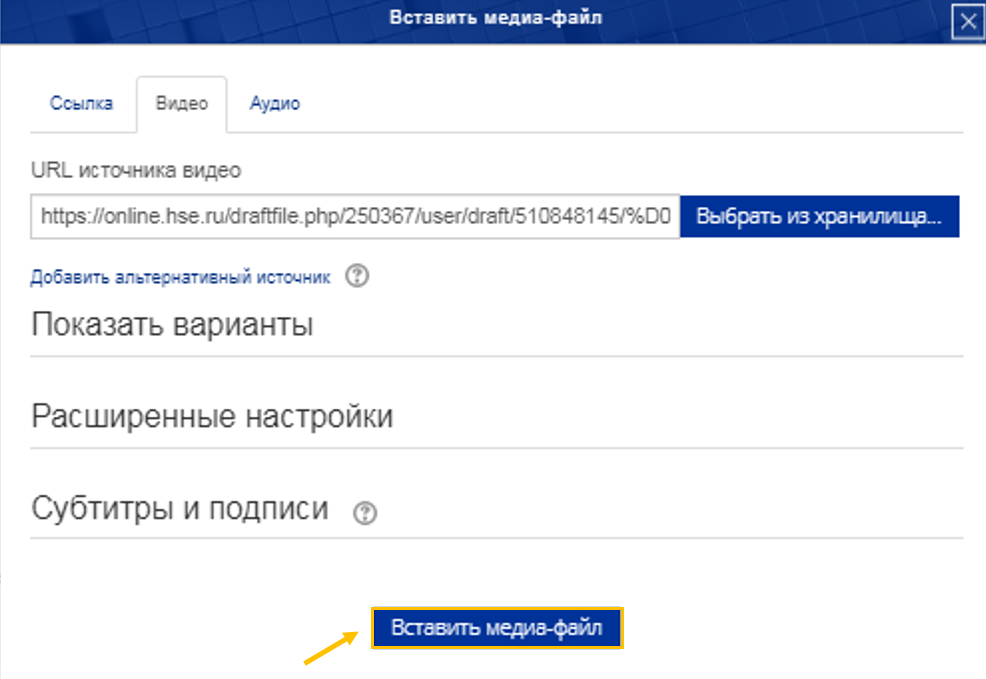 Вставить медиа-файл
Ссылка Видео Аудио
URL источника видео
https://online.hse.ru/draftfile.php/250367/user/draft/510848145/%D0 Выбрать из хранилища...
Добавить альтернативный источник ?
Показать варианты
Расширенные настройки
Субтитры и подписи ?
Вставить медиа-файл